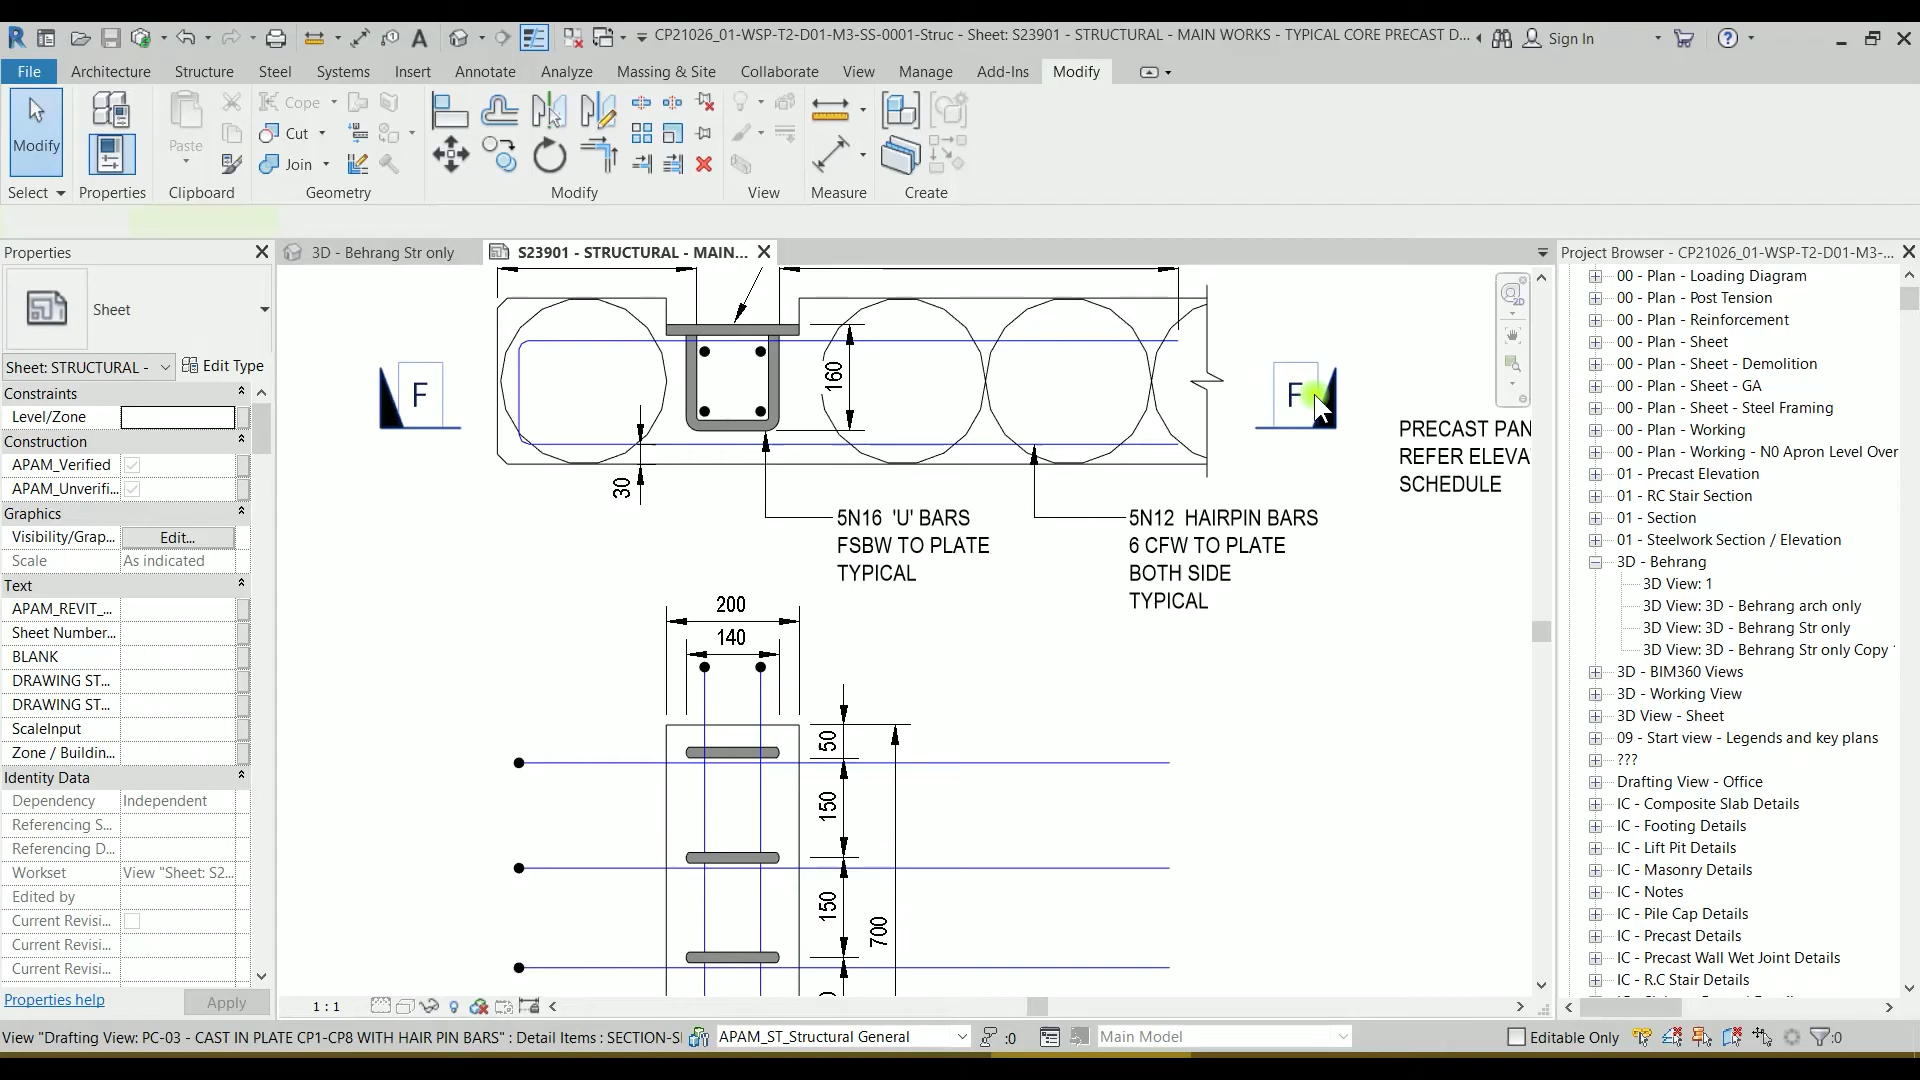 CP21026_01-WSP-T2-D01-M3-SS-0001-Struc - Sheet: S23901 - STRUCTURAL - MAIN WORKS - TYPICAL CORE PRECAST D...
Sign In
File
Architecture
Structure
Steel
Systems
Insert
Annotate
Analyze
Massing & Site
Collaborate
View
Manage
Add-Ins
Modify
Modify
Paste
Cope
Cut
Join
Select
Properties
Clipboard
Geometry
Modify
View
Measure
Create
Properties
Sheet
Sheet: STRUCTURAL -
Edit Type
Constraints
Level/Zone
Construction
APAM_Verified
APAM_Unverifi...
Graphics
Visibility/Grap...
Edit...
Scale
As indicated
Text
APAM_REVIT_...
Sheet Number...
BLANK
DRAWING ST...
DRAWING ST...
ScaleInput
Zone / Buildin...
Identity Data
Dependency
Independent
Referencing S...
Referencing D...
Workset
View "Sheet: S2...
Edited by
Current Revisi...
Current Revisi...
Current Revisi...
Properties help
Apply
3D - Behrang Str only
S23901 - STRUCTURAL - MAIN...
F
160
30
F
PRECAST PAN
REFER ELEVA
SCHEDULE
5N16 'U' BARS
FSBW TO PLATE
TYPICAL
5N12 HAIRPIN BARS
6 CFW TO PLATE
BOTH SIDE
TYPICAL
200
140
50
150
150
700
2D
1 : 1
Project Browser - CP21026_01-WSP-T2-D01-M3-...
00 - Plan - Loading Diagram
00 - Plan - Post Tension
00 - Plan - Reinforcement
00 - Plan - Sheet
00 - Plan - Sheet - Demolition
00 - Plan - Sheet - GA
00 - Plan - Sheet - Steel Framing
00 - Plan - Working
00 - Plan - Working - N0 Apron Level Over
01 - Precast Elevation
01 - RC Stair Section
01 - Section
01 - Steelwork Section / Elevation
3D - Behrang
3D View: 1
3D View: 3D - Behrang arch only
3D View: 3D - Behrang Str only
3D View: 3D - Behrang Str only Copy
3D - BIM360 Views
3D - Working View
3D View - Sheet
09 - Start view - Legends and key plans
???
Drafting View - Office
IC - Composite Slab Details
IC - Footing Details
IC - Lift Pit Details
IC - Masonry Details
IC - Notes
IC - Pile Cap Details
IC - Precast Details
IC - Precast Wall Wet Joint Details
IC - R.C Stair Details
View "Drafting View: PC-03 - CAST IN PLATE CP1-CP8 WITH HAIR PIN BARS" : Detail Items : SECTION-S
APAM_ST_Structural General
:0
Main Model
Editable Only
:0